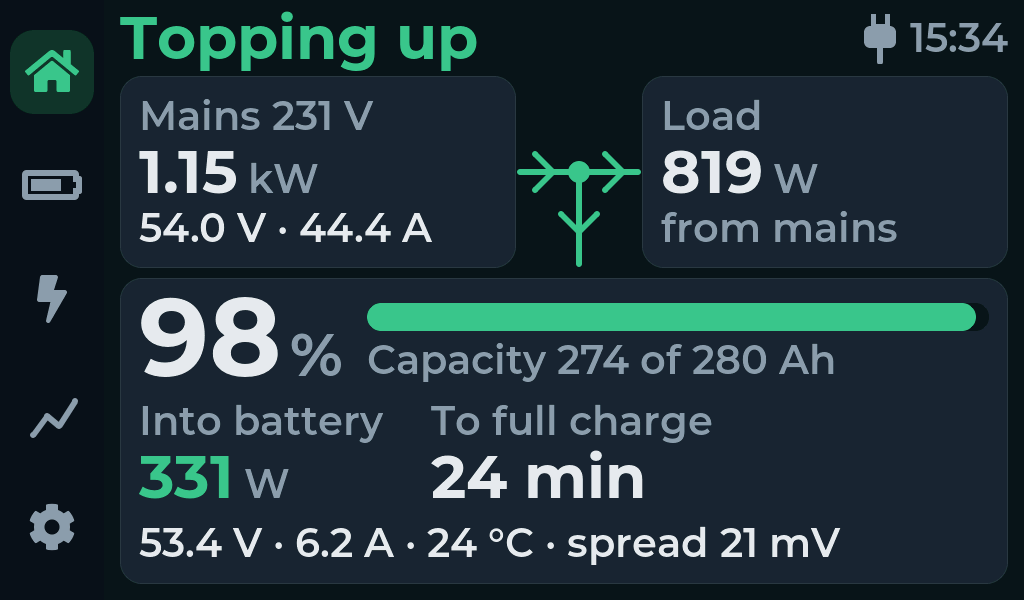 Topping up
15:34
Mains 231 V
1.15 kW
54.0 V · 44.4 A
Load
819 W
from mains
98 %
Capacity 274 of 280 Ah
Into battery
331 W
To full charge
24 min
53.4 V · 6.2 A · 24 °C · spread 21 mV